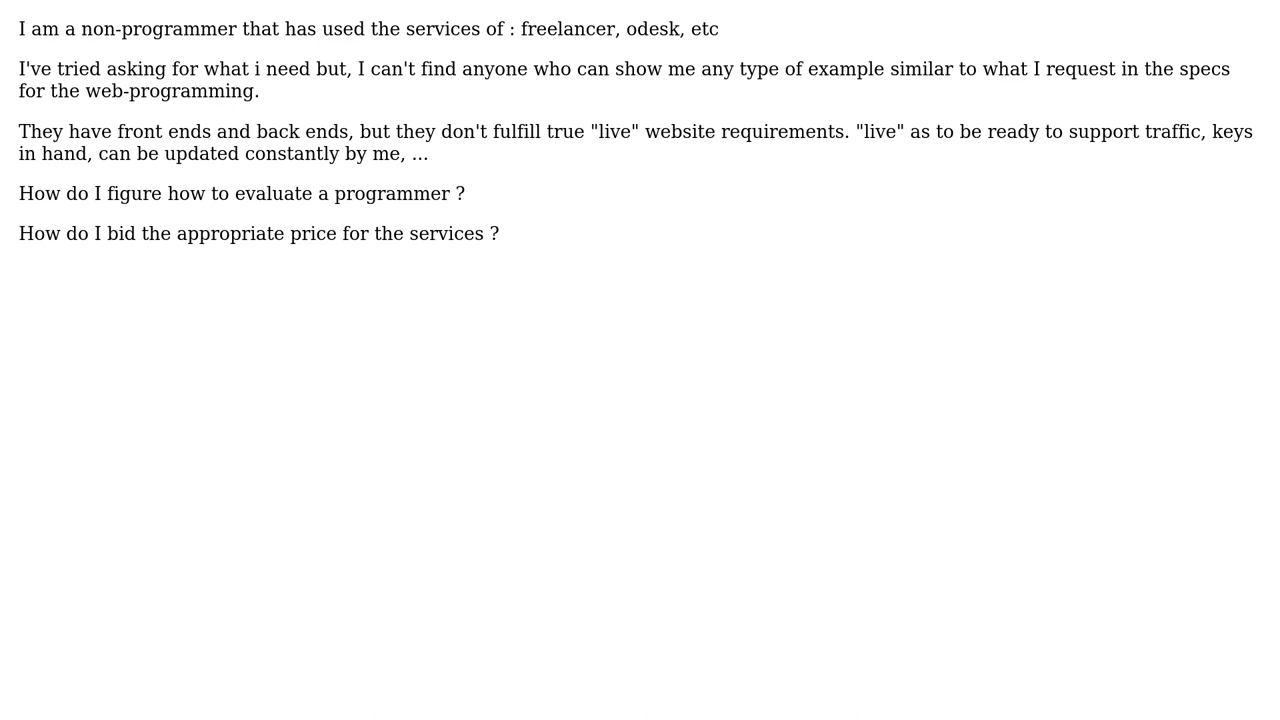 I am a non-programmer that has used the services of : freelancer, odesk, etc
I've tried asking for what i need but, I can't find anyone who can show me any type of example similar to what I request in the specs
for the web-programming.
They have front ends and back ends, but they don't fulfill true "live" website requirements. "live" as to be ready to support traffic, keys
in hand, can be updated constantly by me, ...
How do I figure how to evaluate a programmer ?
How do I bid the appropriate price for the services ?